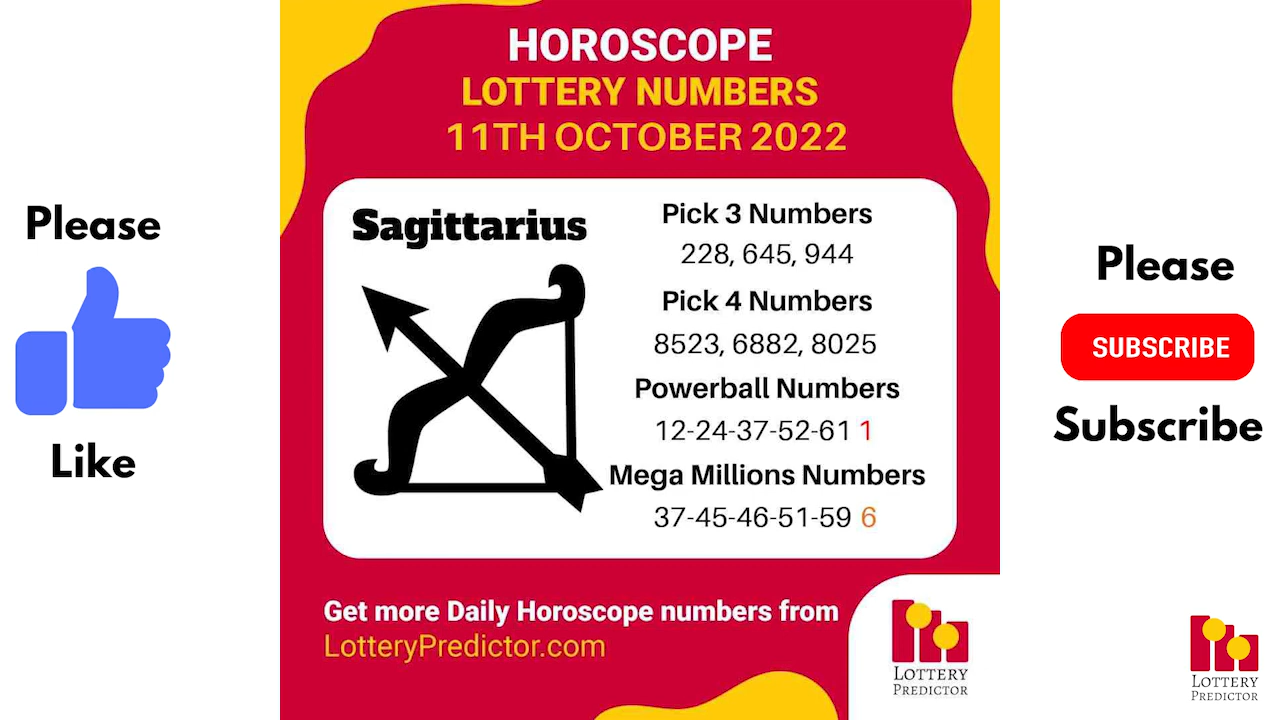 Please
Like
HOROSCOPE
LOTTERY NUMBERS
11TH OCTOBER 2022
Sagittarius
Pick 3 Numbers
228, 645, 944
Pick 4 Numbers
8523, 6882, 8025
Powerball Numbers
12-24-37-52-61 1
Mega Millions Numbers
37-45-46-51-59 6
Get more Daily Horoscope numbers from
LotteryPredictor.com
LOTTERY
PREDICTOR
Please
SUBSCRIBE
Subscribe
LOTTERY
PREDICTOR